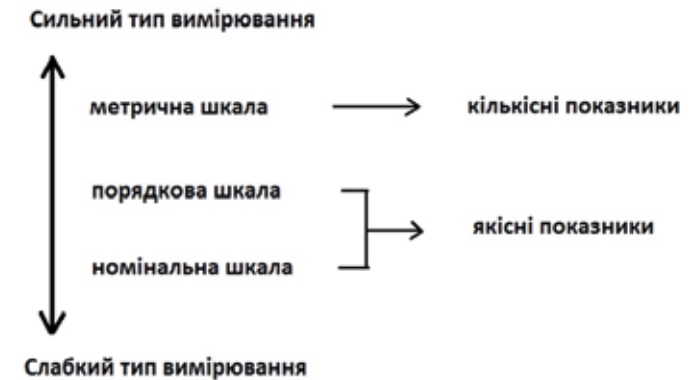 Сильний тип вимірювання
метрична шкала
кількісні показники
порядкова шкала
якісні показники
номінальна шкала
Слабкий тип вимірювання